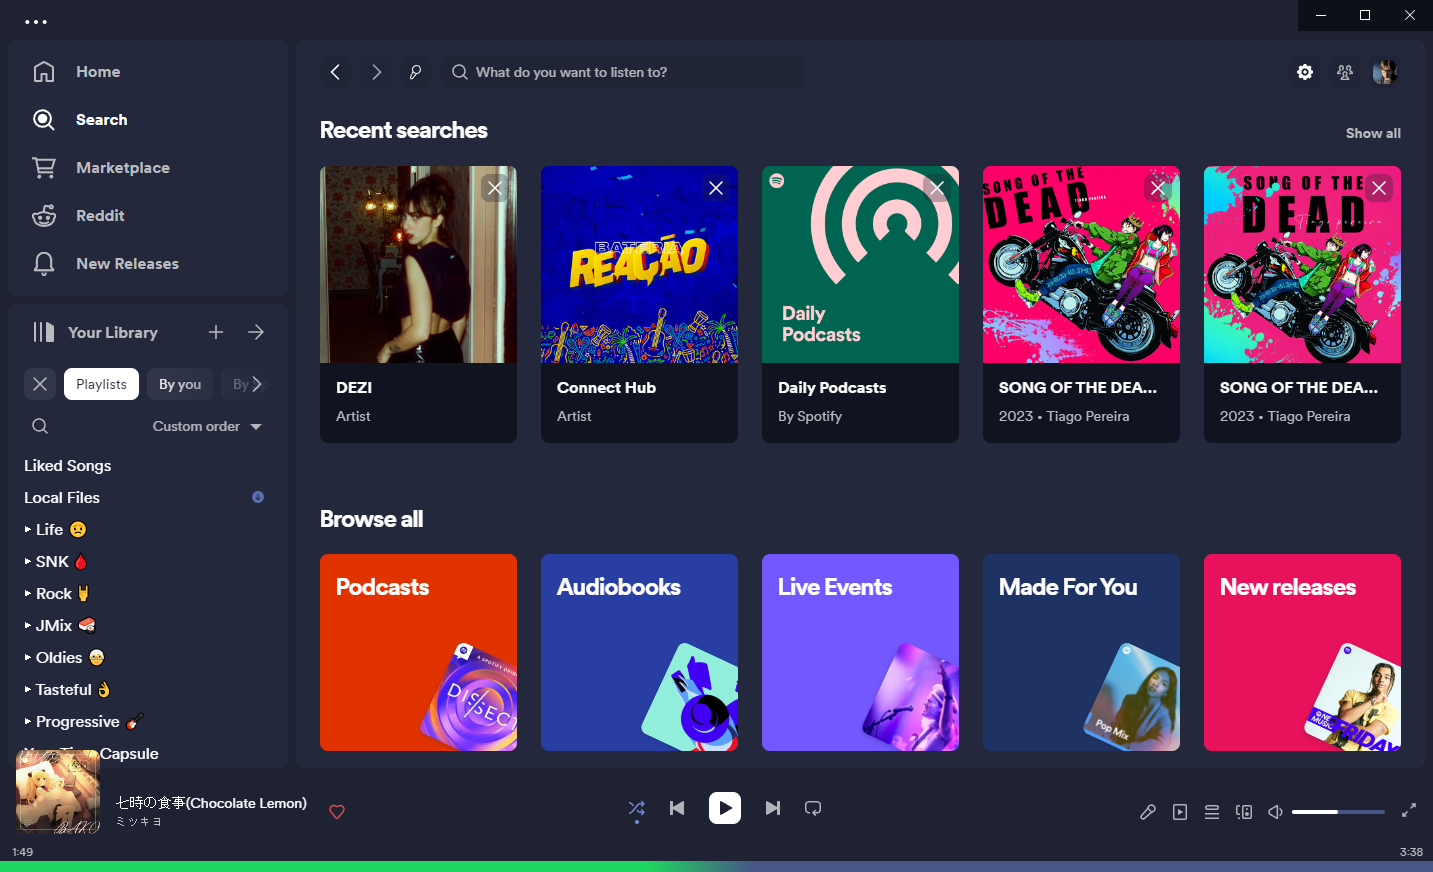 Home
Search
Marketplace
Reddit
New Releases
Your Library
Playlists
By you
By
Custom order
Liked Songs
Local Files
Life
SNK
Rock
JMix
Oldies
Tasteful
Progressive
Capsule
What do you want to listen to?
Recent searches
Show all
BATERIA
REAÇÃO
Daily
Podcasts
SONG OF THE
DEAD
TIAGO PEREIRA
SONG OF THE
DEAD
Tiago pereira
DEZI
Artist
Connect Hub
Artist
Daily Podcasts
By Spotify
SONG OF THE DEA...
2023 • Tiago Pereira
SONG OF THE DEA...
2023 • Tiago Pereira
Browse all
Podcasts
A SPOTIFY
DISSECT
Audiobooks
Live Events
Made For You
Pop Mix
New releases
MUSIC
FRIDAY
七時の食事(Chocolate Lemon)
ミツキヨ
1:49
3:38